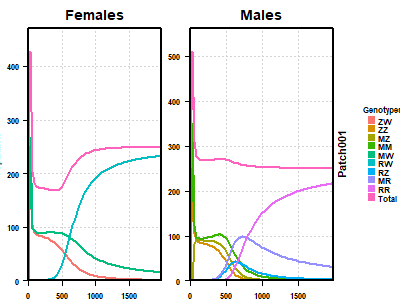 Females
Males
400
300
200
100
0
0
500
1000
1500
500
400
300
200
100
0
0
500
1000
1500
Patch001
Genotypes
ZW
ZZ
MZ
MM
MW
RW
RZ
MR
RR
Total